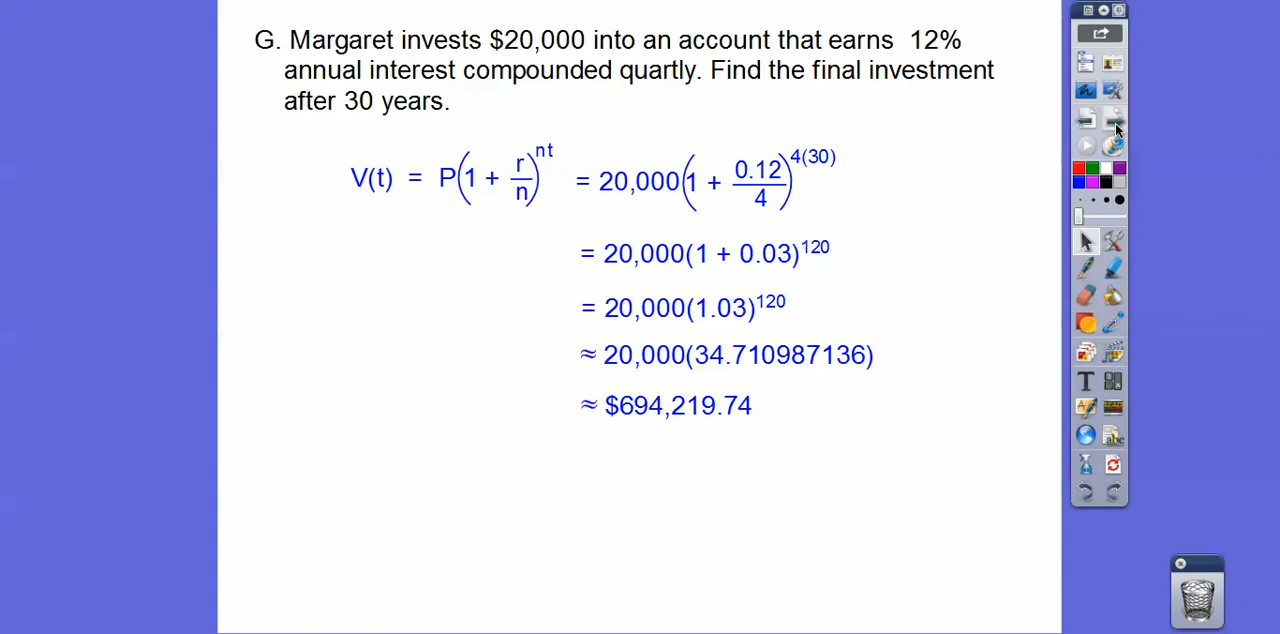 G. Margaret invests $20,000 into an account that earns 12%
annual interest compounded quartly. Find the final investment
after 30 years.
V(t) = P(1 + r/n)^nt = 20,000(1 + 0.12/4)^4(30)
= 20,000(1 + 0.03)^120
= 20,000(1.03)^120
≈ 20,000(34.710987136)
≈ $694,219.74